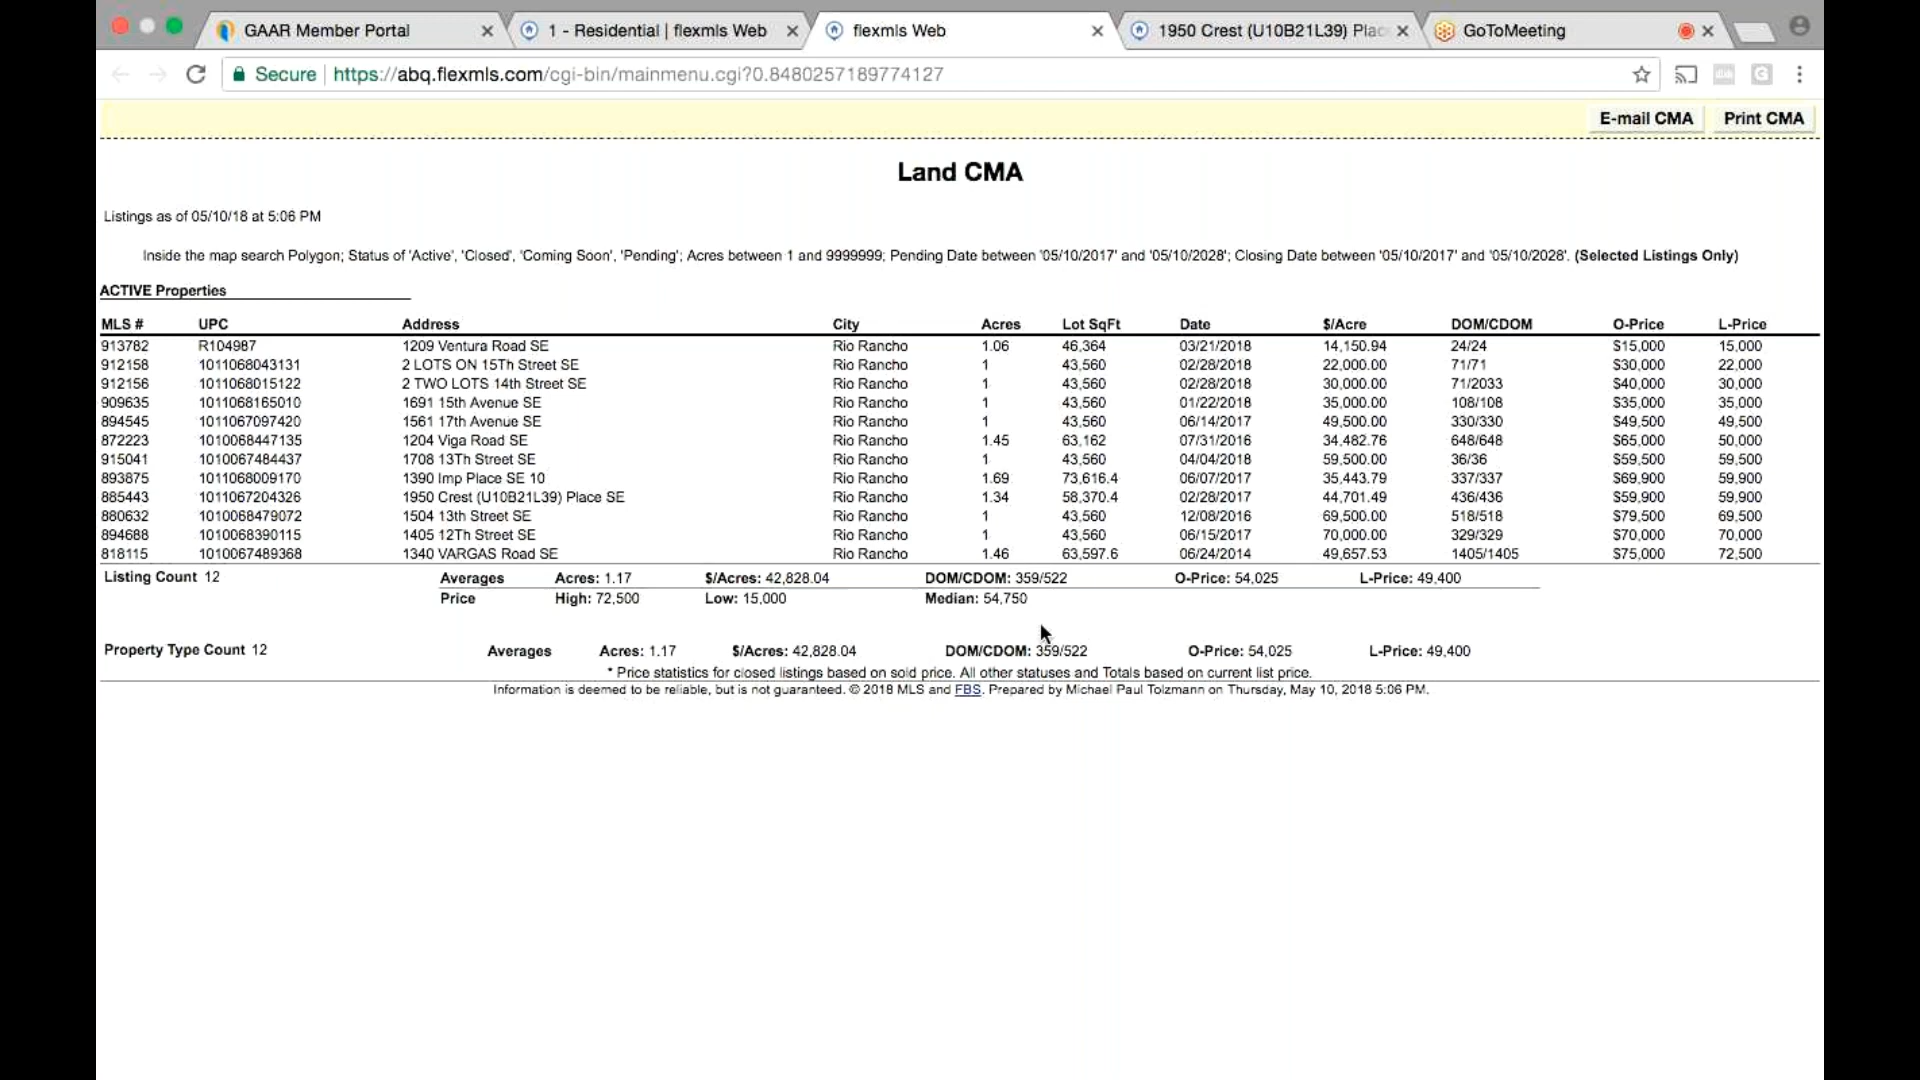 GAAR Member Portal 1 - Residential | flexmls Web flexmls Web 1950 Crest (U10B21L39) Plac GoToMeeting
Secure https://abq.flexmls.com/cgi-bin/mainmenu.cgi?0.8480257189774127
E-mail CMA Print CMA
Land CMA
Listings as of 05/10/18 at 5:06 PM
Inside the map search Polygon; Status of 'Active', 'Closed', 'Coming Soon', 'Pending'; Acres between 1 and 9999999; Pending Date between '05/10/2017' and '05/10/2028'; Closing Date between '05/10/2017' and '05/10/2028'. (Selected Listings Only)
ACTIVE Properties
MLS # UPC Address City Acres Lot SqFt Date $/Acre DOM/CDOM O-Price L-Price
913782 R104987 1209 Ventura Road SE Rio Rancho 1.06 46,364 03/21/2018 14,150.94 24/24 $15,000 15,000
912158 1011068043131 2 LOTS ON 15Th Street SE Rio Rancho 1 43,560 02/28/2018 22,000.00 71/71 $30,000 22,000
912156 1011068015122 2 TWO LOTS 14th Street SE Rio Rancho 1 43,560 02/28/2018 30,000.00 71/2033 $40,000 30,000
909635 1011068165010 1691 15th Avenue SE Rio Rancho 1 43,560 01/22/2018 35,000.00 108/108 $35,000 35,000
894545 1011067097420 1561 17th Avenue SE Rio Rancho 1 43,560 06/14/2017 49,500.00 330/330 $49,500 49,500
872223 1010068447135 1204 Viga Road SE Rio Rancho 1.45 63,162 07/31/2016 34,482.76 648/648 $65,000 50,000
915041 1010067484437 1708 13Th Street SE Rio Rancho 1 43,560 04/04/2018 59,500.00 36/36 $59,500 59,500
893875 1011068009170 1390 Imp Place SE 10 Rio Rancho 1.69 73,616.4 06/07/2017 35,443.79 337/337 $69,900 59,900
885443 1011067204326 1950 Crest (U10B21L39) Place SE Rio Rancho 1.34 58,370.4 02/28/2017 44,701.49 436/436 $59,900 59,900
880632 1010068479072 1504 13th Street SE Rio Rancho 1 43,560 12/08/2016 69,500.00 518/518 $79,500 69,500
894688 1010068390115 1405 12Th Street SE Rio Rancho 1 43,560 06/15/2017 70,000.00 329/329 $70,000 70,000
818115 1010067489368 1340 VARGAS Road SE Rio Rancho 1.46 63,597.6 06/24/2014 49,657.53 1405/1405 $75,000 72,500
Listing Count 12 Averages Acres: 1.17 $/Acres: 42,828.04 DOM/CDOM: 359/522 O-Price: 54,025 L-Price: 49,400
Price High: 72,500 Low: 15,000 Median: 54,750
Property Type Count 12 Averages Acres: 1.17 $/Acres: 42,828.04 DOM/CDOM: 359/522 O-Price: 54,025 L-Price: 49,400
* Price statistics for closed listings based on sold price. All other statuses and Totals based on current list price.
Information is deemed to be reliable, but is not guaranteed. © 2018 MLS and FBS. Prepared by Michael Paul Tolzmann on Thursday, May 10, 2018 5:06 PM.